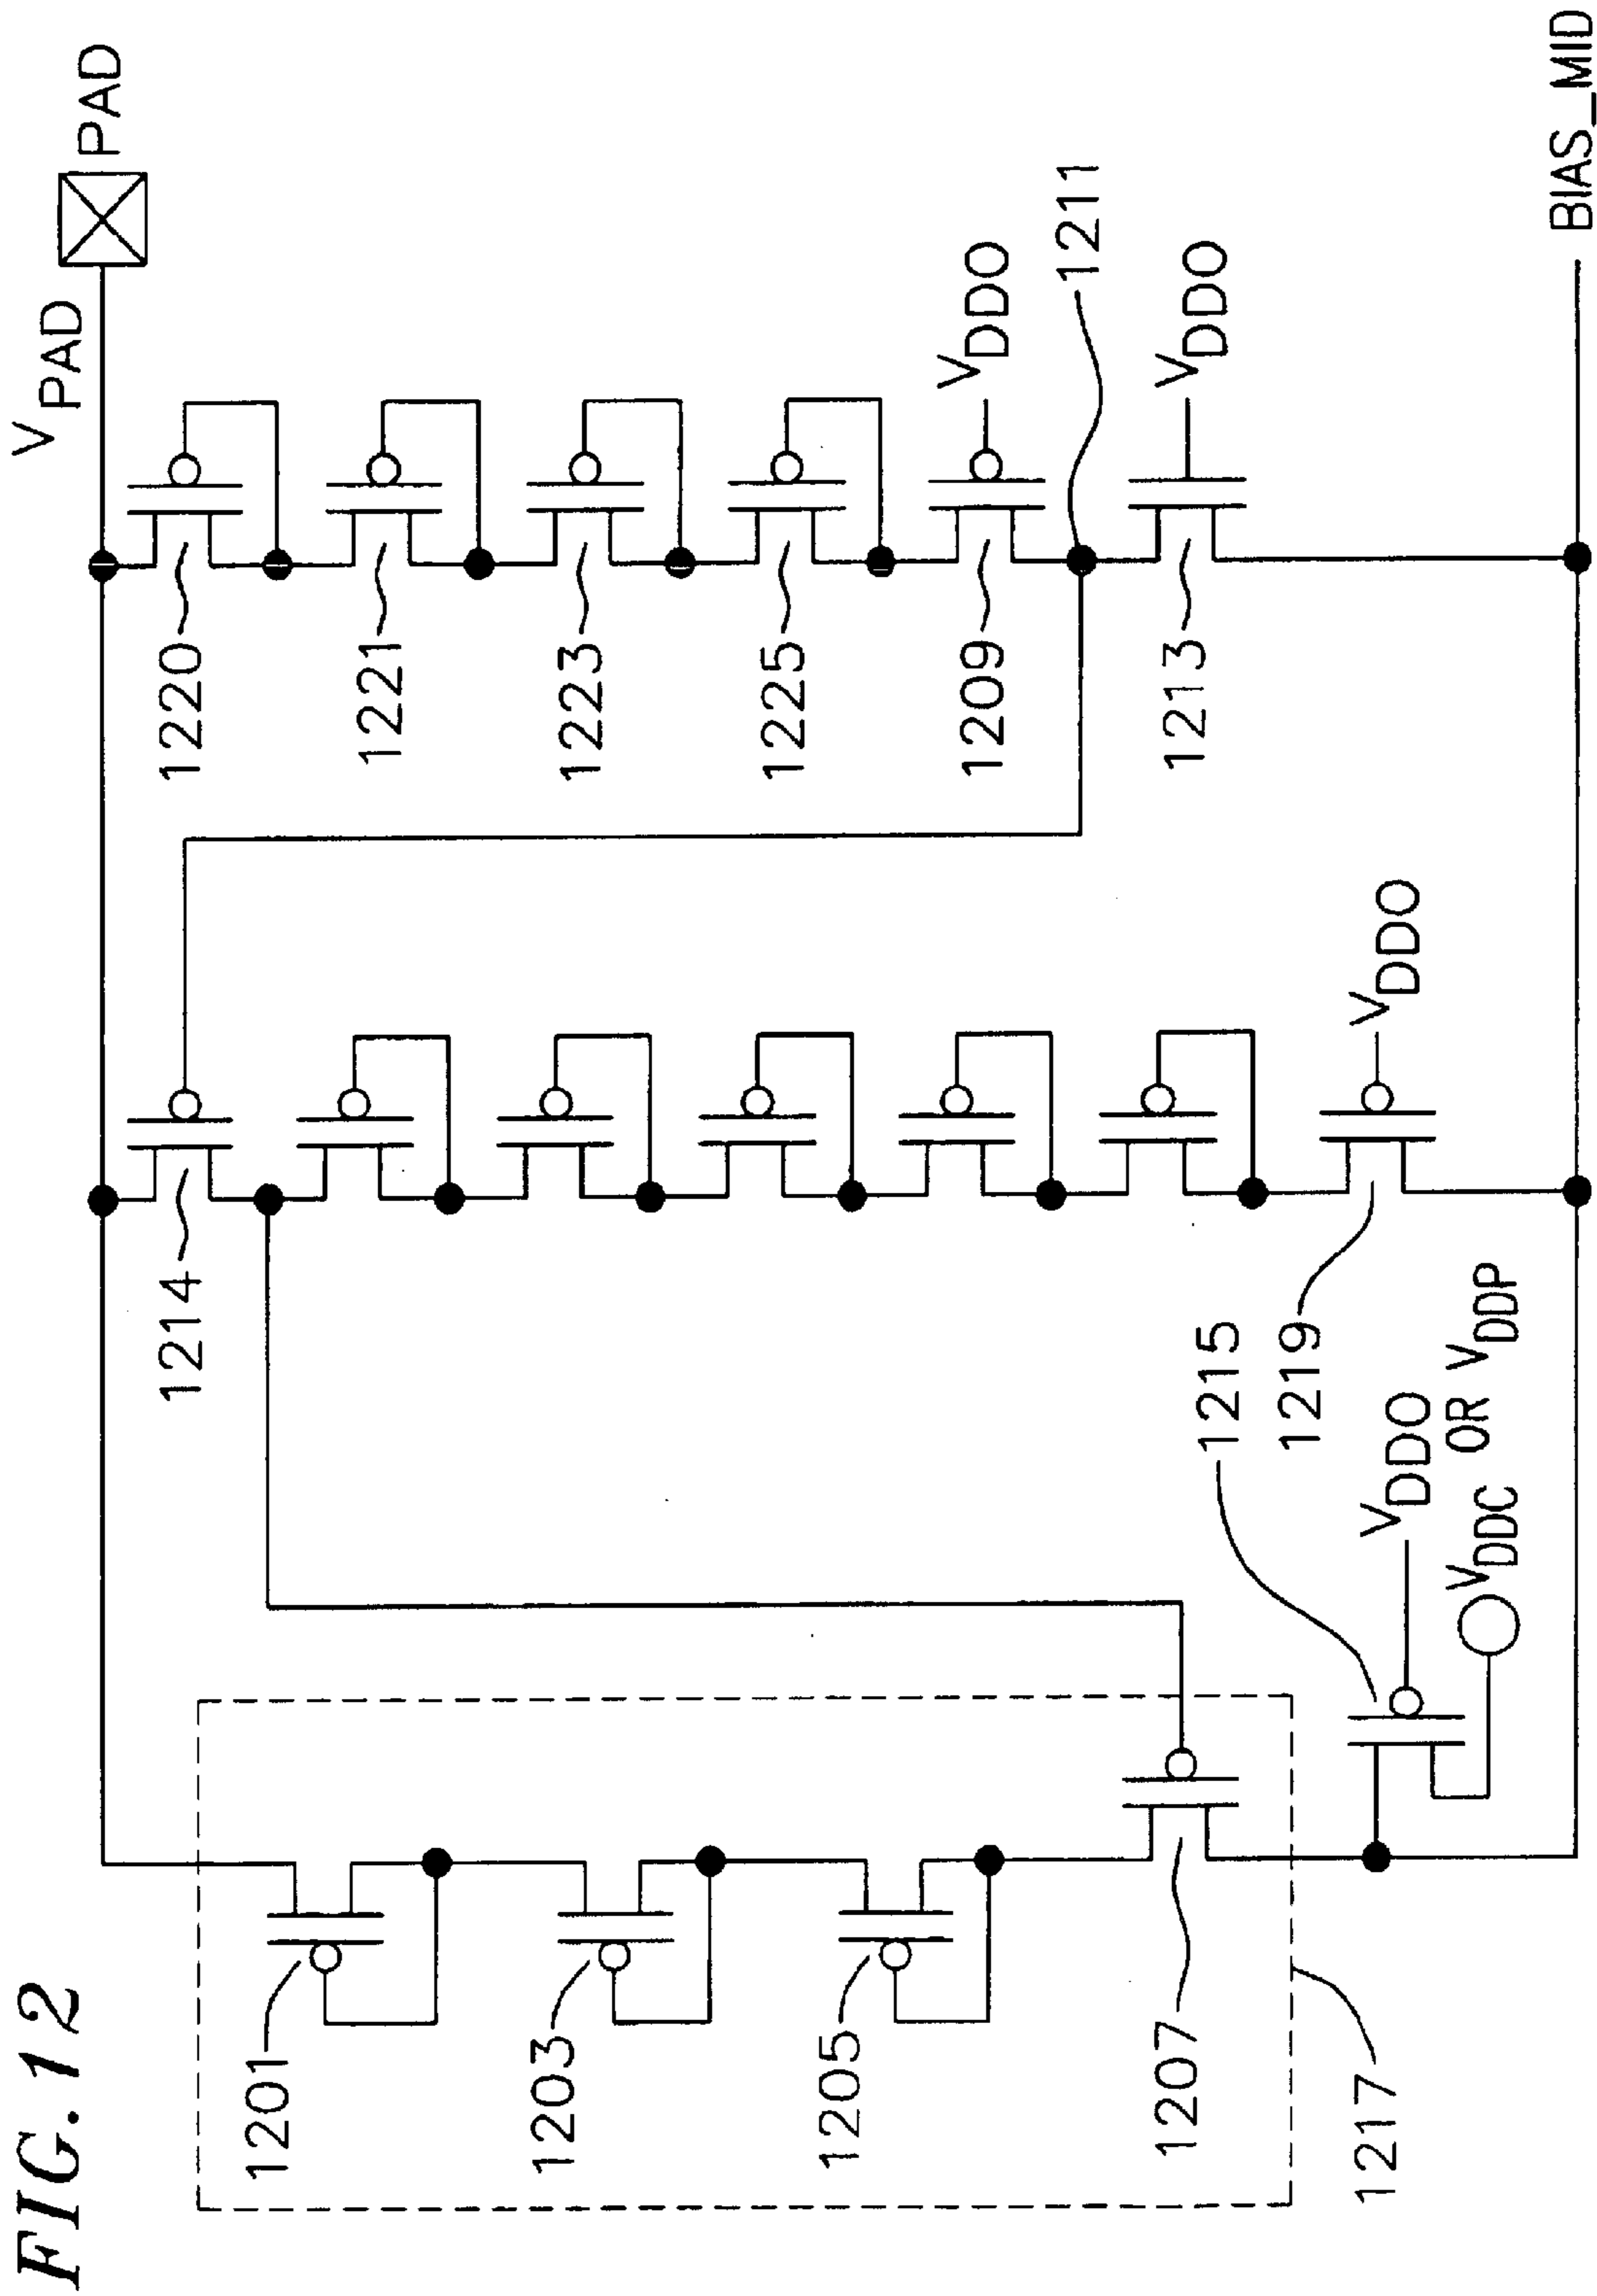 FIG. 12
V_PAD
PAD
1201
1203
1205
1207
1217
1214
1215
1219
V_DDO
V_DDC OR V_DDP
V_DDO
1220
1221
1223
1225
1209
1213
V_DDO
1211
V_DDO
BIAS_MID